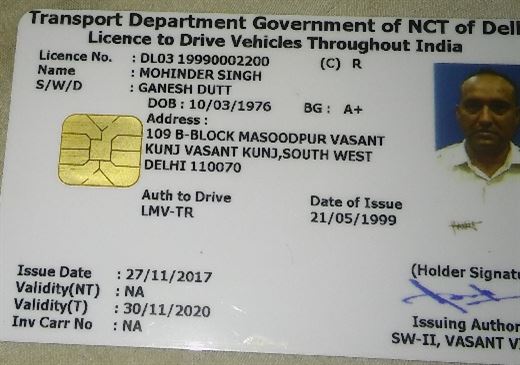 Transport Department Government of NCT of Del
Licence to Drive Vehicles Throughout India
Licence No. : DL03 19990002200 (C) R
Name : MOHINDER SINGH
S/W/D : GANESH DUTT
DOB : 10/03/1976 BG : A+
Address :
109 B-BLOCK MASOODPUR VASANT
KUNJ VASANT KUNJ,SOUTH WEST
DELHI 110070
Auth to Drive Date of Issue
LMV-TR 21/05/1999
Issue Date : 27/11/2017
Validity(NT) : NA
Validity(T) : 30/11/2020
Inv Carr No : NA
(Holder Signatu
Issuing Author
SW-II, VASANT V